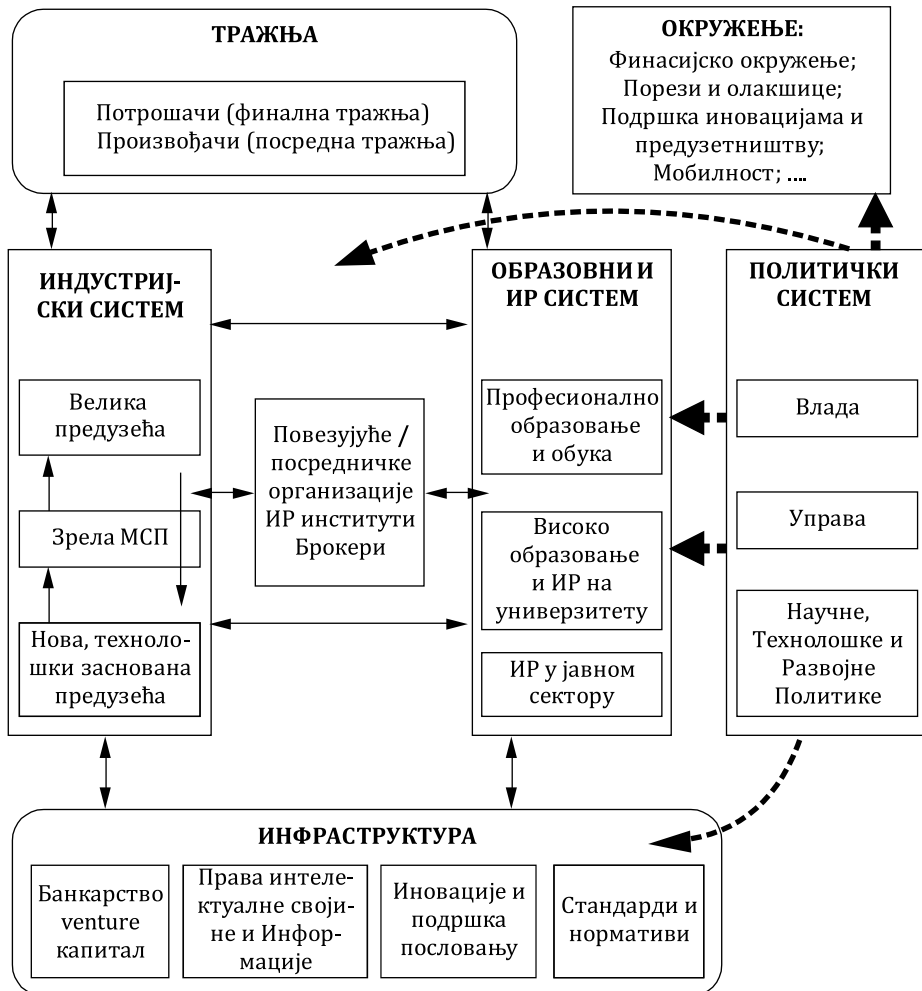 ТРАЖЊА
Потрошачи (финална тражња)
Произвођачи (посредна тражња)
ОКРУЖЕЊЕ:
Финасијско окружење;
Порези и олакшице;
Подршка иновацијама и
предузетништву;
Мобилност; ....
ИНДУСТРИЈ-
СКИ СИСТЕМ
Велика
предузећа
Зрела МСП
Нова, техноло-
шки заснована
предузећа
Повезујуће /
посредничке
организације
ИР институти
Брокери
ОБРАЗОВНИ И
ИР СИСТЕМ
Професионално
образовање
и обука
Високо
образовање
и ИР на
универзитету
ИР у јавном
сектору
ПОЛИТИЧКИ
СИСТЕМ
Влада
Управа
Научне,
Технолошке и
Развојне
Политике
ИНФРАСТРУКТУРА
Банкарство
venture
капитал
Права интеле-
ктуалне својı-
не и Инфор-
мације
Иновације и
подршка
пословању
Стандарди и
нормативи